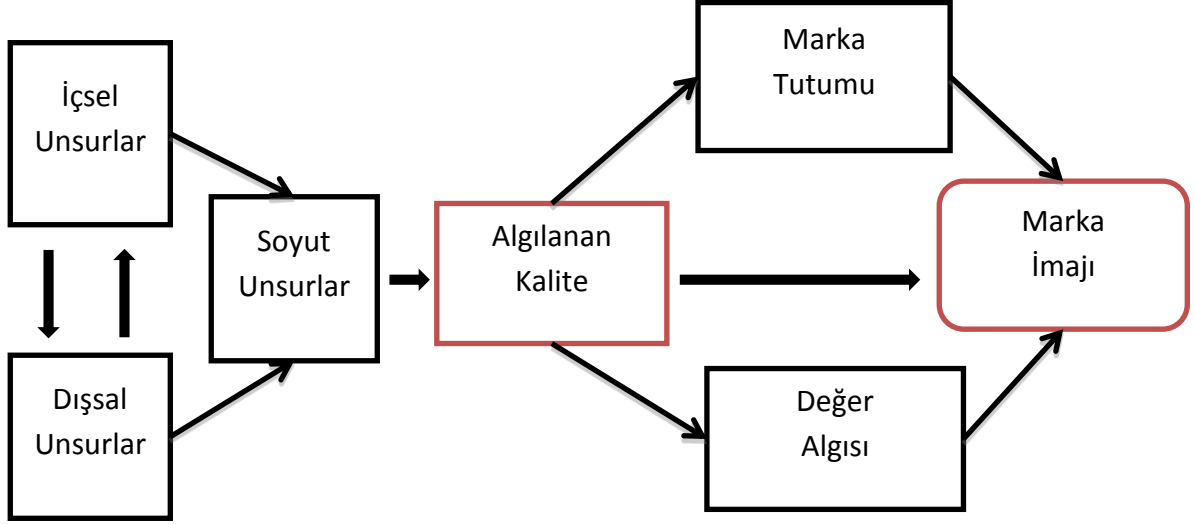 İçsel
Unsurlar
Dışsal
Unsurlar
Soyut
Unsurlar
Algılanan
Kalite
Marka
Tutumu
Değer
Algısı
Marka
İmajı